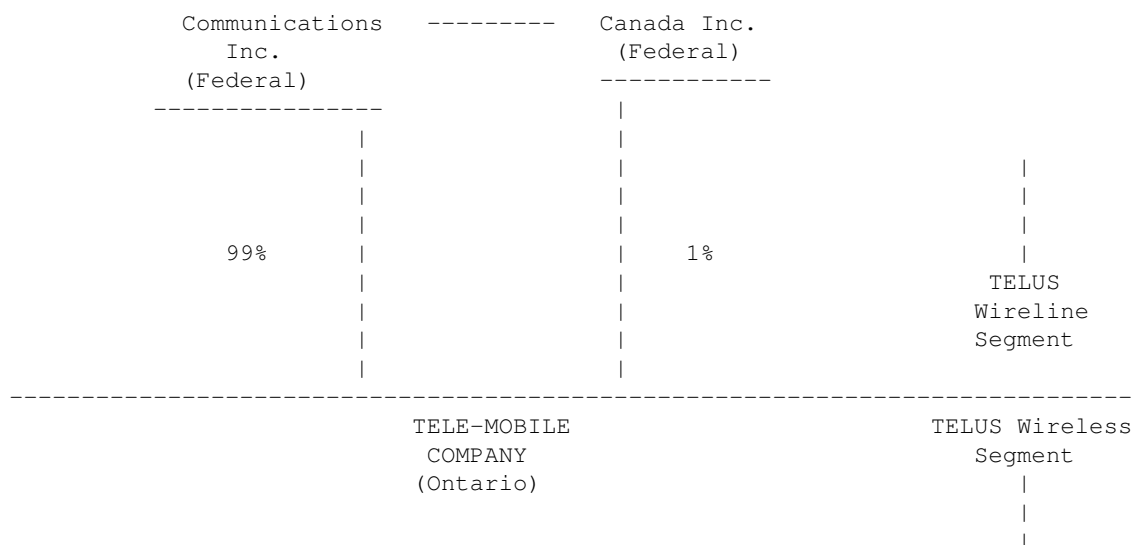 Communications --------- Canada Inc.
Inc. (Federal)
(Federal) ------------
---------------- |
| |
| | |
| | |
| | |
99% | | 1% |
| | TELUS
| | Wireline
| | Segment
| |
------------------------------------------------------------------------------
TELE-MOBILE TELUS Wireless
COMPANY Segment
(Ontario) |
|
|